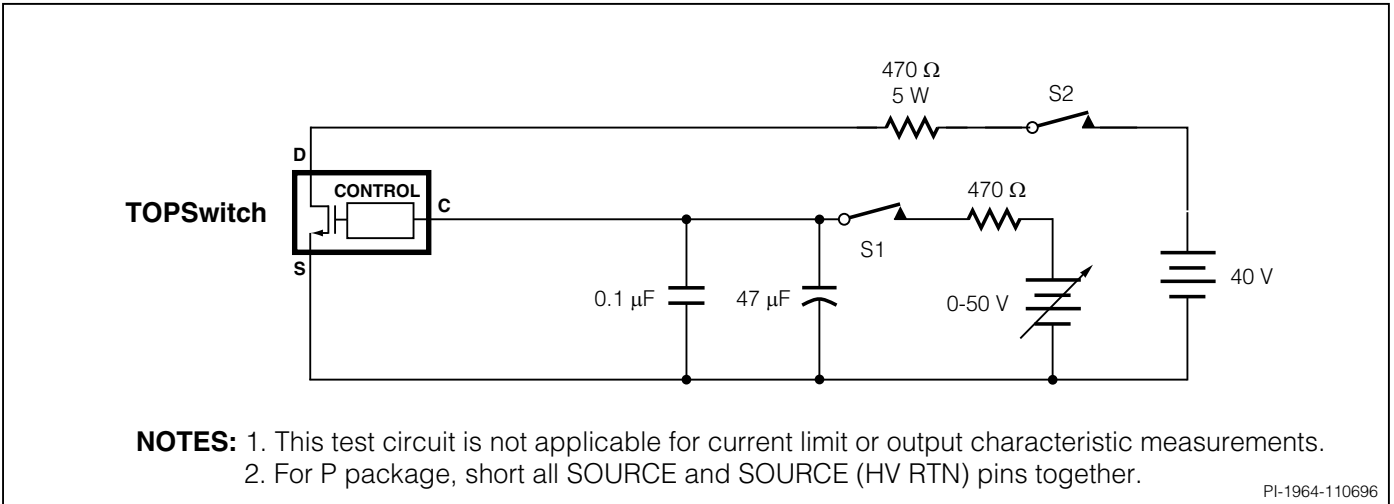 470 Ω
5 W
S2
D
CONTROL
TOPSwitch
C
470 Ω
S1
S
0.1 µF
47 µF
0-50 V
40 V
NOTES: 1. This test circuit is not applicable for current limit or output characteristic measurements.
2. For P package, short all SOURCE and SOURCE (HV RTN) pins together.
PI-1964-110696